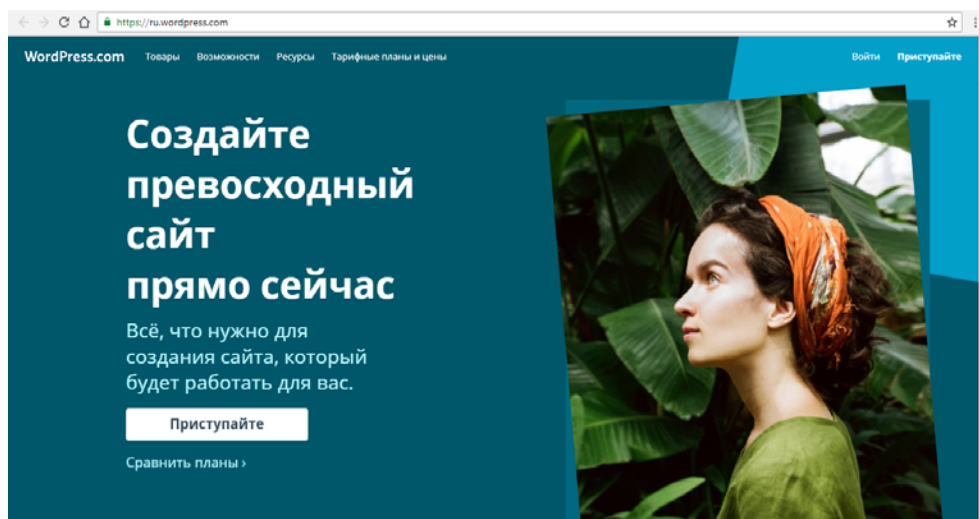 https://ru.wordpress.com
WordPress.com Товары Возможности Ресурсы Тарифные планы и цены Войти Приступайте
Создайте
превосходный
сайт
прямо сейчас
Всё, что нужно для
создания сайта, который
будет работать для вас.
Приступайте
Сравнить планы ›